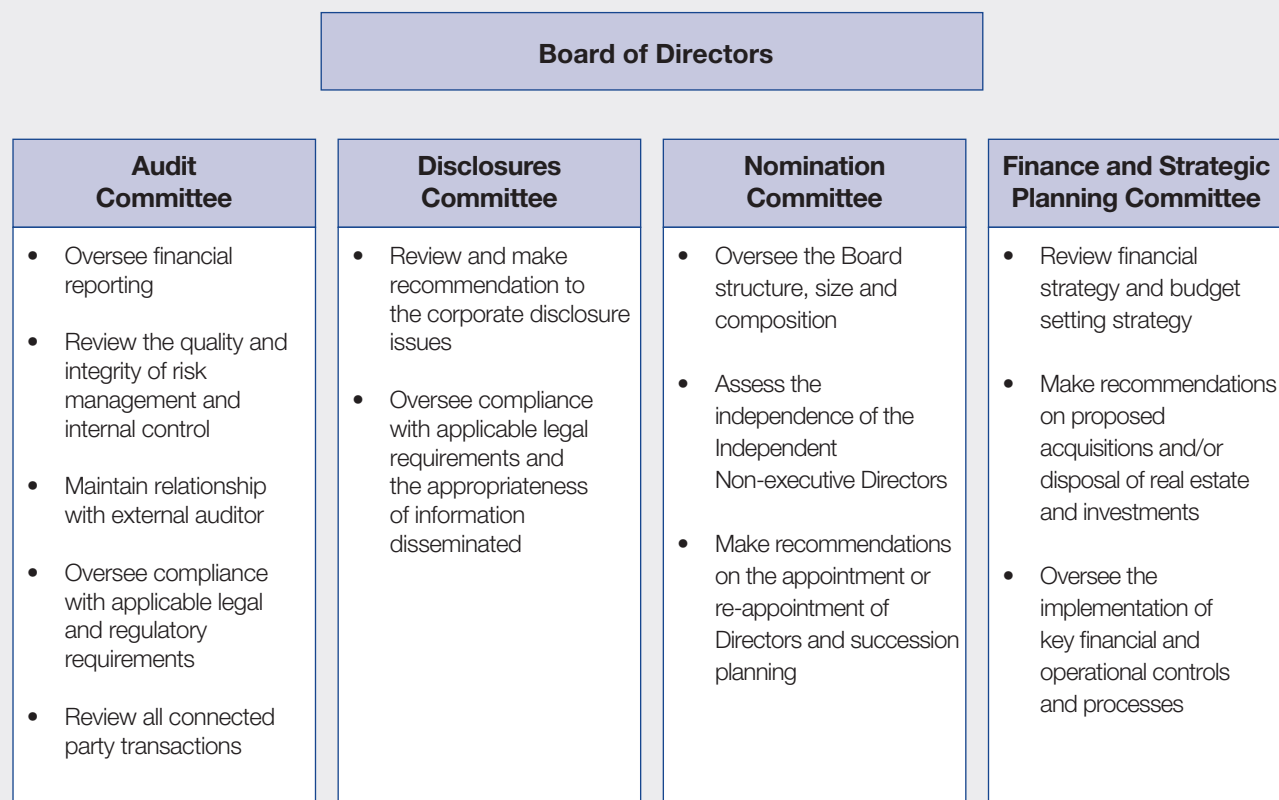 Board of Directors
Audit
Committee
• Oversee financial
reporting
• Review the quality and
integrity of risk
management and
internal control
• Maintain relationship
with external auditor
• Oversee compliance
with applicable legal
and regulatory
requirements
• Review all connected
party transactions
Disclosures
Committee
• Review and make
recommendation to
the corporate disclosure
issues
• Oversee compliance
with applicable legal
requirements and
the appropriateness
of information
disseminated
Nomination
Committee
• Oversee the Board
structure, size and
composition
• Assess the
independence of the
Independent
Non-executive Directors
• Make recommendations
on the appointment or
re-appointment of
Directors and succession
planning
Finance and Strategic
Planning Committee
• Review financial
strategy and budget
setting strategy
• Make recommendations
on proposed
acquisitions and/or
disposal of real estate
and investments
• Oversee the
implementation of
key financial and
operational controls
and processes